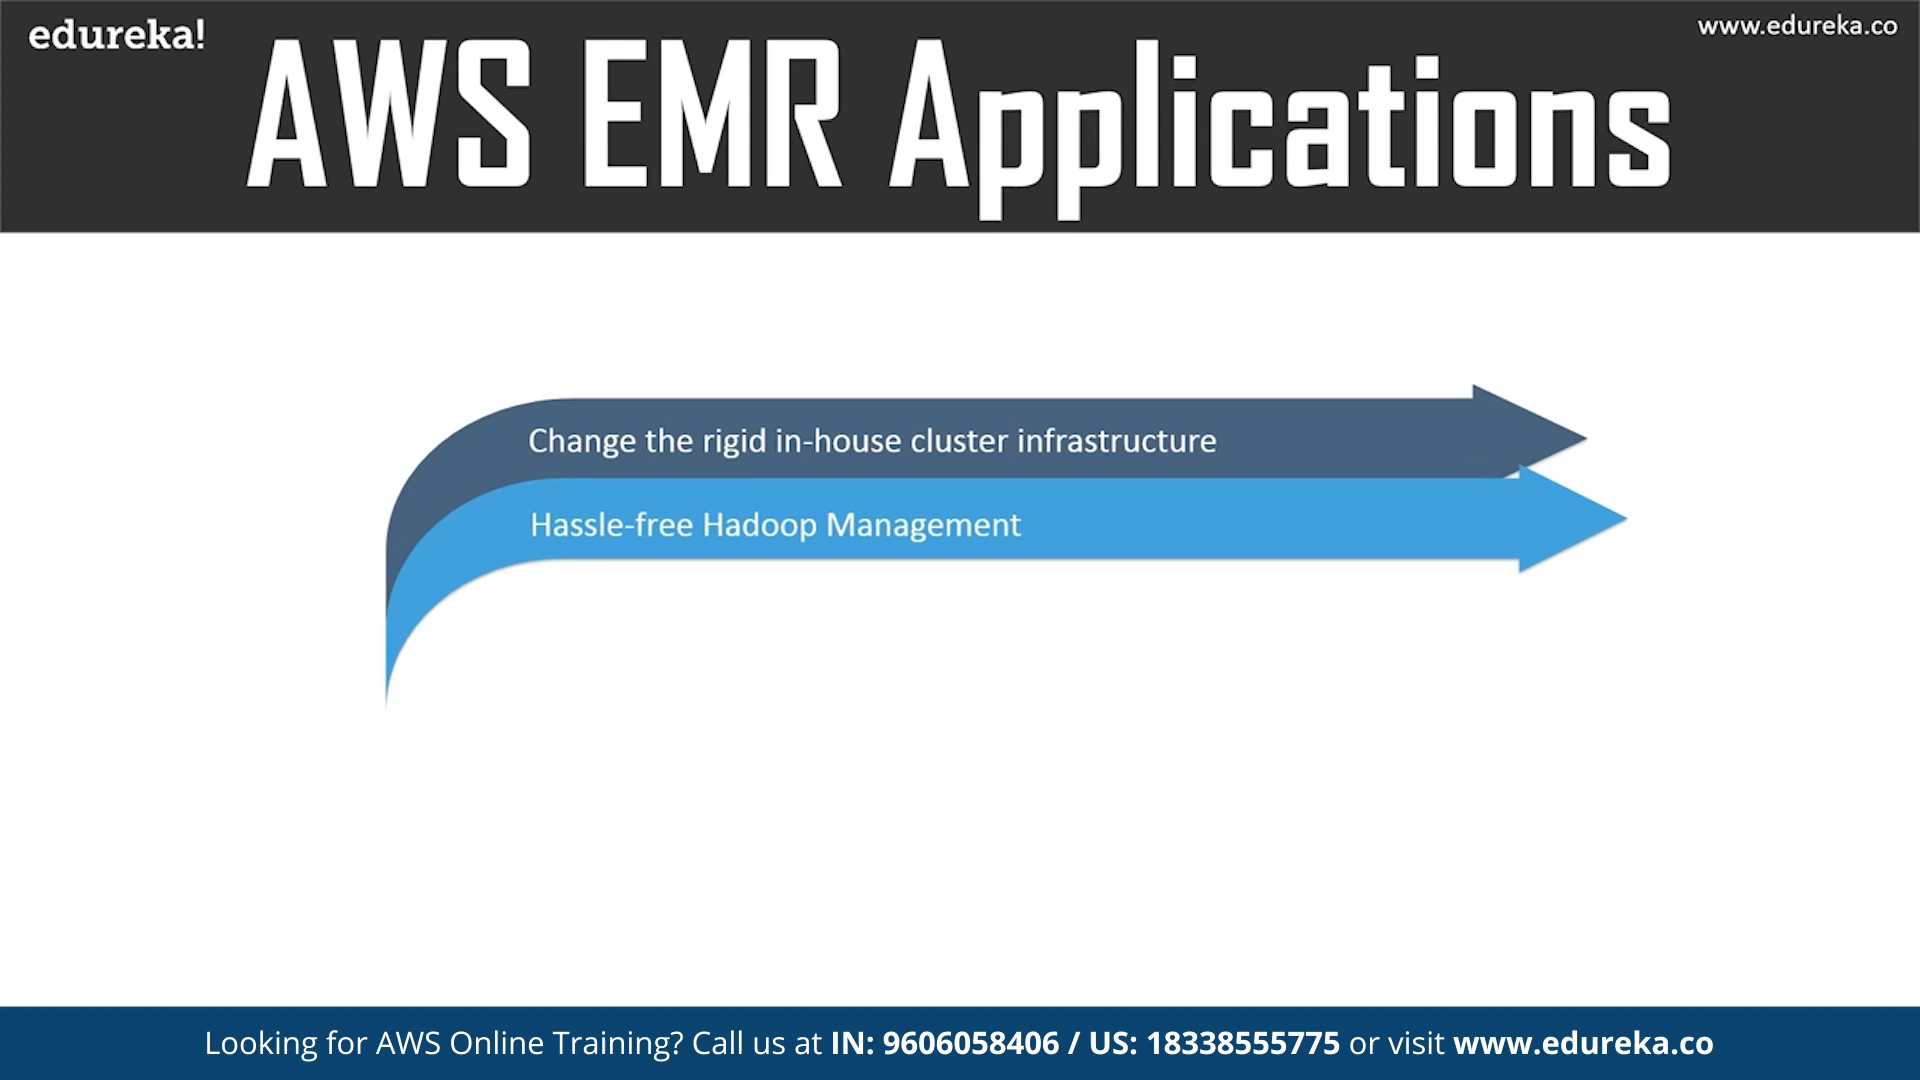 edureka!
www.edureka.co
AWS EMR Applications
Change the rigid in-house cluster infrastructure
Hassle-free Hadoop Management
Looking for AWS Online Training? Call us at IN: 9606058406 / US: 18338555775 or visit www.edureka.co